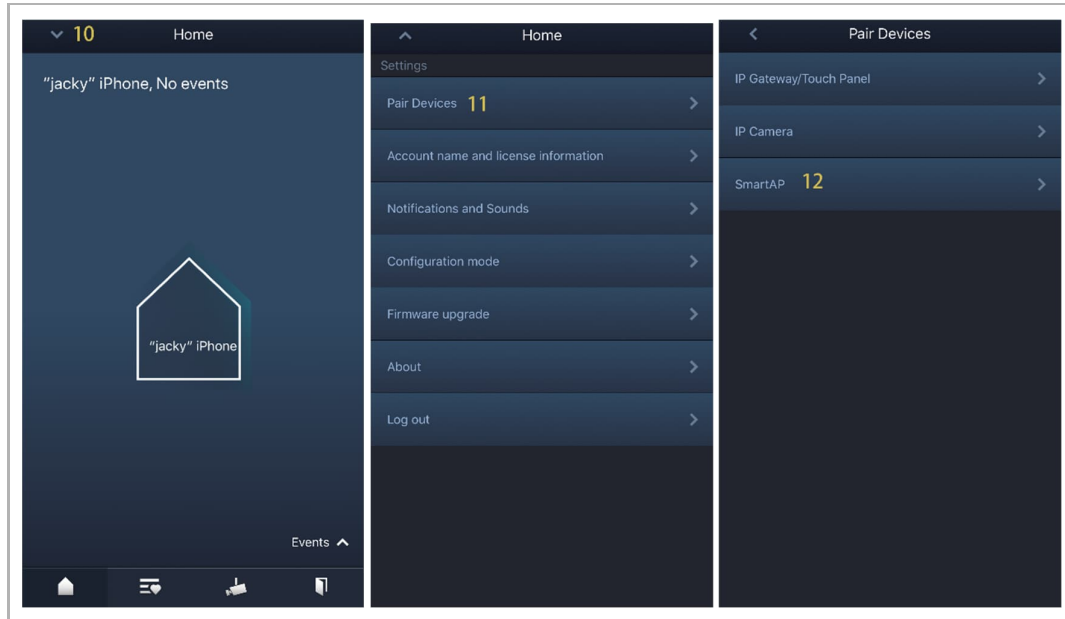 10 Home
"jacky" iPhone, No events
"jacky" iPhone
Events
Home
Settings
Pair Devices 11
Account name and license information
Notifications and Sounds
Configuration mode
Firmware upgrade
About
Log out
Pair Devices
IP Gateway/Touch Panel
IP Camera
SmartAP 12